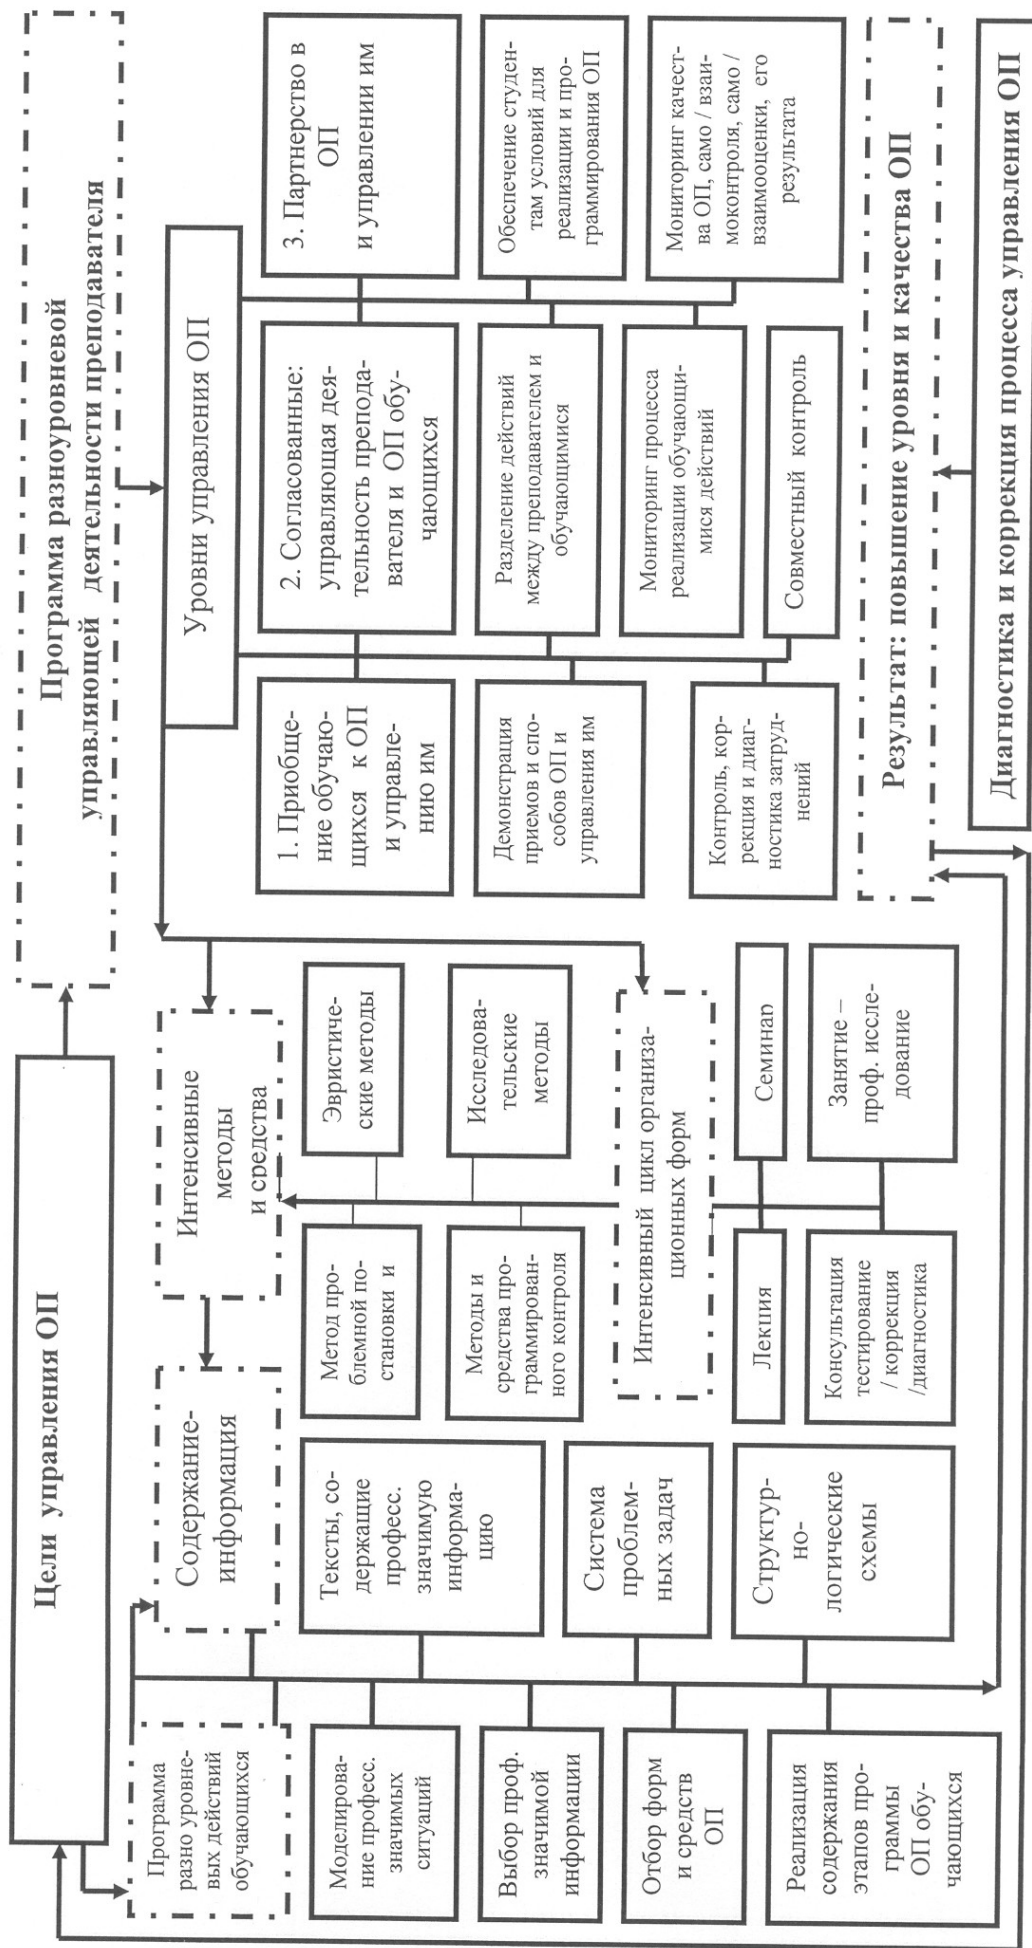 Цели управления ОП
Программа разноуровневой
управляющей деятельности преподавателя
Программа
разно уровне-
вых действий
обучающихся
Содержание-
информация
Интенсивные
методы
и средства
Уровни управления ОП
Моделирова-
ние професс.
значимых
ситуаций
Выбор проф.
значимой
информации
Отбор форм
и средств
ОП
Реализация
содержания
этапов про-
граммы
ОП обу-
чающихся
Тексты, со-
держащие
професс.
значимую
информа-
цию
Система
проблем-
ных задач
Структур-
но-
логические
схемы
Метод про-
блемной по-
становки и
Эвристиче-
ские методы
Методы и
средства про-
граммирован-
ного контроля
Исследова-
тельские
методы
Интенсивный цикл организа-
ционных форм
Лекция
Семинар
Консультация
тестирование
/ коррекция
/диагностика
Занятие –
проф. иссле-
дование
1. Приобще-
ние обучаю-
щихся к ОП
и управле-
нию им
2. Согласованные:
управляющая дея-
тельность препода-
вателя и ОП обу-
чающихся
3. Партнерство в
ОП
и управлении им
Демонстрация
приемов и спо-
собов ОП и
управления им
Разделение действий
между преподавателем и
обучающимися
Обеспечение студен-
там условий для
реализации и про-
граммирования ОП
Контроль, кор-
рекция и диаг-
ностика затруд-
нений
Мониторинг процесса
реализации обучающи-
мися действий
Совместный контроль
Мониторинг качест-
ва ОП, само / взаи-
моконтроля, само /
взаимооценки, его
результата
Результат: повышение уровня и качества ОП
Диагностика и коррекция процесса управления ОП